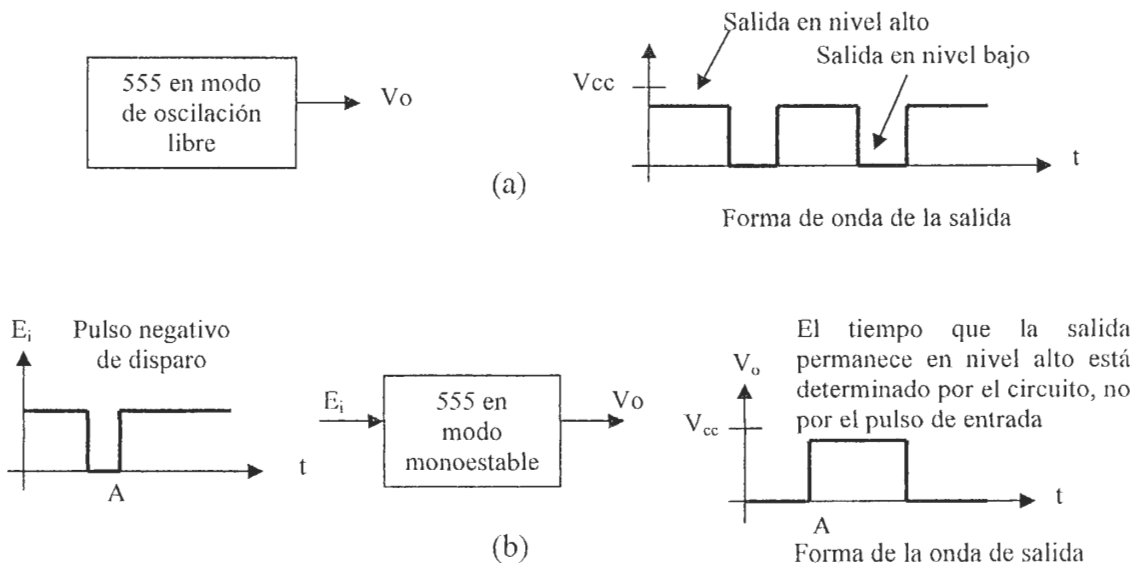 Salida en nivel alto
Salida en nivel bajo
Vcc
555 en modo
de oscilación
libre
Vo
t
(a)
Forma de onda de la salida
Ei
Pulso negativo
de disparo
t
A
Ei
555 en
modo
monoestable
Vo
El tiempo que la salida
permanece en nivel alto está
determinado por el circuito, no
por el pulso de entrada
Vo
Vcc
t
A
(b)
Forma de la onda de salida